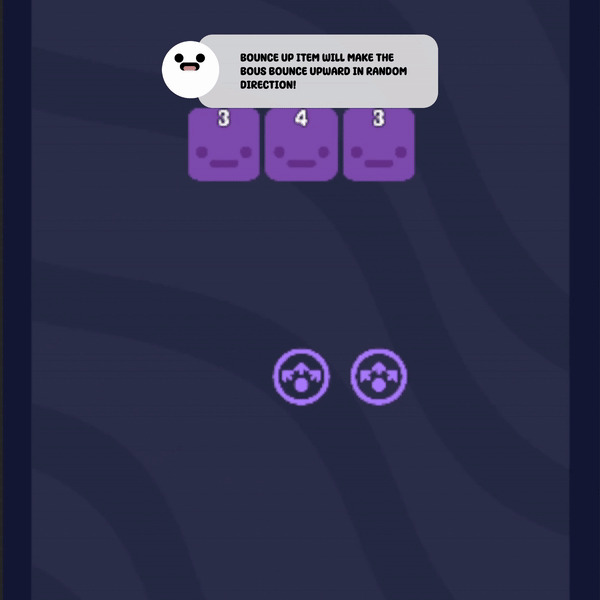 BOUNCE UP ITEM WILL MAKE THE
BOUS BOUNCE UPWARD IN RANDOM
DIRECTION!
3 4 3